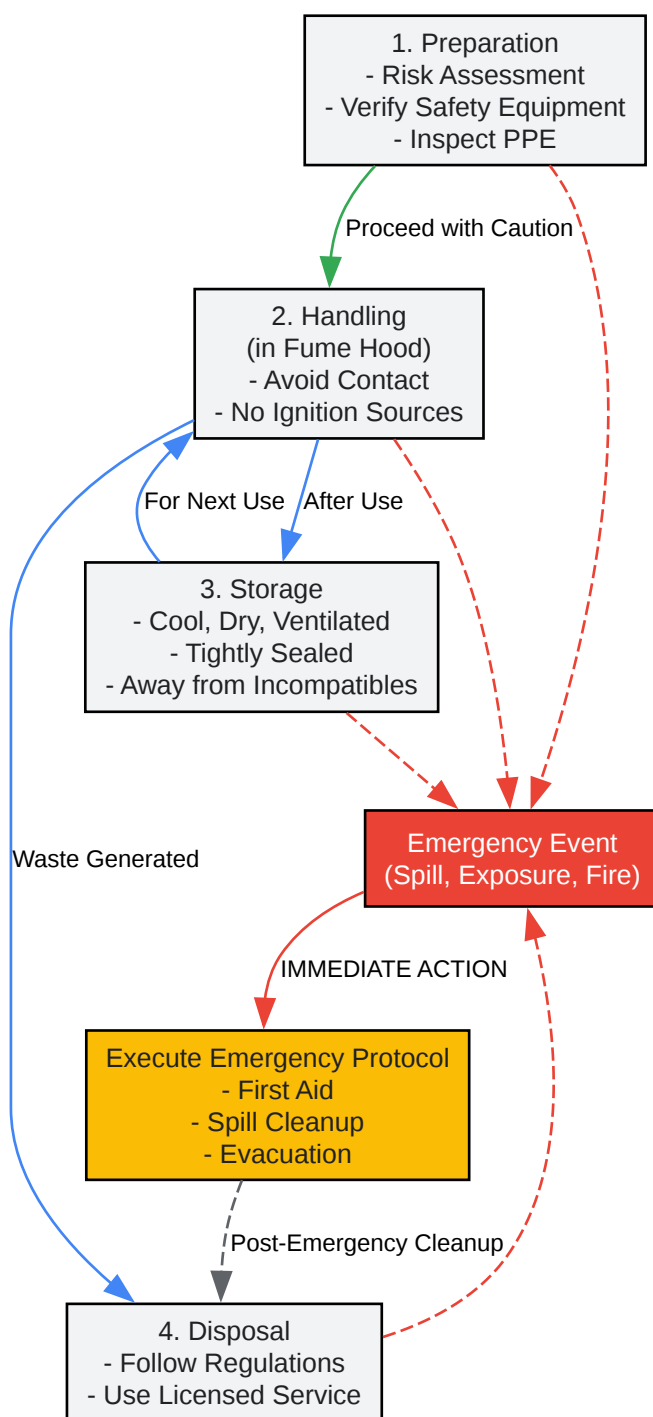 1. Preparation
- Risk Assessment
- Verify Safety Equipment
- Inspect PPE
Proceed with Caution
2. Handling
(in Fume Hood)
- Avoid Contact
- No Ignition Sources
For Next Use
After Use
3. Storage
- Cool, Dry, Ventilated
- Tightly Sealed
- Away from Incompatibles
Emergency Event
(Spill, Exposure, Fire)
Waste Generated
IMMEDIATE ACTION
Execute Emergency Protocol
- First Aid
- Spill Cleanup
- Evacuation
Post-Emergency Cleanup
4. Disposal
- Follow Regulations
- Use Licensed Service